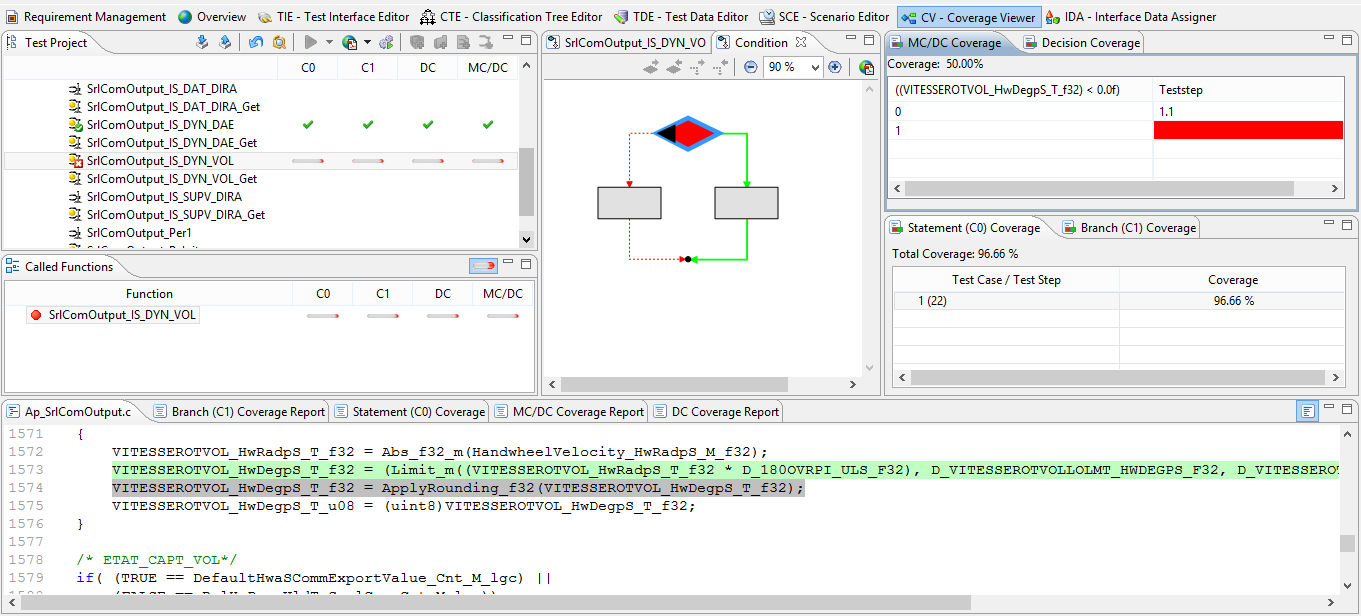 Requirement Management Overview TIE - Test Interface Editor CTE - Classification Tree Editor TDE - Test Data Editor SCE - Scenario Editor CV - Coverage Viewer IDA - Interface Data Assigner
Test Project
C0 C1 DC MC/DC
SrlComOutput_IS_DAT_DIRA
SrlComOutput_IS_DAT_DIRA_Get
SrlComOutput_IS_DYN_DAE
SrlComOutput_IS_DYN_DAE_Get
SrlComOutput_IS_DYN_VOL
SrlComOutput_IS_DYN_VOL_Get
SrlComOutput_IS_SUPV_DIRA
SrlComOutput_IS_SUPV_DIRA_Get
SrlComOutput_Per1
Called Functions
Function C0 C1 DC MC/DC
SrlComOutput_IS_DYN_VOL
SrlComOutput_IS_DYN_VO Condition
90 %
MC/DC Coverage Decision Coverage
Coverage: 50.00%
((VITESSEROTVOL_HwDegpS_T_f32) < 0.0f) Teststep
0 1.1
1
Statement (C0) Coverage Branch (C1) Coverage
Total Coverage: 96.66 %
Test Case / Test Step Coverage
1 (22) 96.66 %
Ap_SrlComOutput.c Branch (C1) Coverage Report Statement (C0) Coverage MC/DC Coverage Report DC Coverage Report
1571 {
1572 VITESSEROTVOL_HwRadpS_T_f32 = Abs_f32_m(HandwheelVelocity_HwRadpS_M_f32);
1573 VITESSEROTVOL_HwDegpS_T_f32 = (Limit_m((VITESSEROTVOL_HwRadpS_T_f32 * D_180OVRPI_ULS_F32), D_VITESSEROTVOLLOLMT_HWDEGPS_F32, D_VITESSEROT
1574 VITESSEROTVOL_HwDegpS_T_f32 = ApplyRounding_f32(VITESSEROTVOL_HwDegpS_T_f32);
1575 VITESSEROTVOL_HwDegpS_T_u08 = (uint8)VITESSEROTVOL_HwDegpS_T_f32;
1576 }
1577
1578 /* ETAT_CAPT_VOL*/
1579 if( (TRUE == DefaultHwaSCommExportValue_Cnt_M_lgc) ||